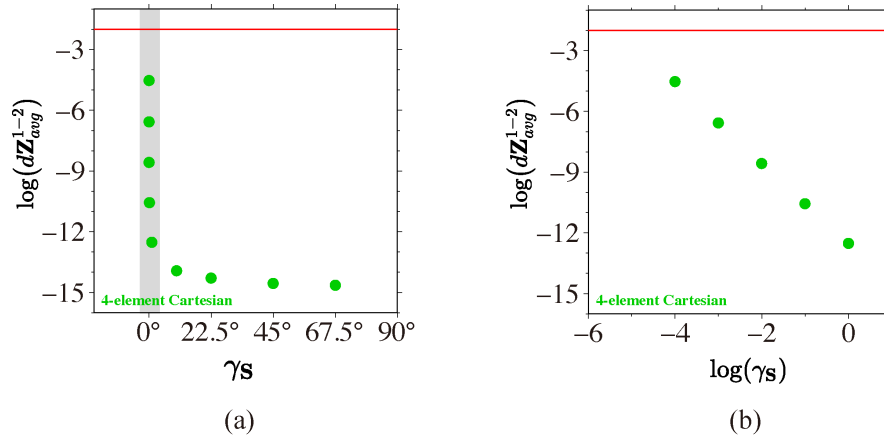 log(dZ^{1-2}_{avg})
−3
−6
−9
−12
−15
4-element Cartesian
0° 22.5° 45° 67.5° 90°
γs
(a)
log(dZ^{1-2}_{avg})
−3
−6
−9
−12
−15
4-element Cartesian
−6 −4 −2 0
log(γs)
(b)